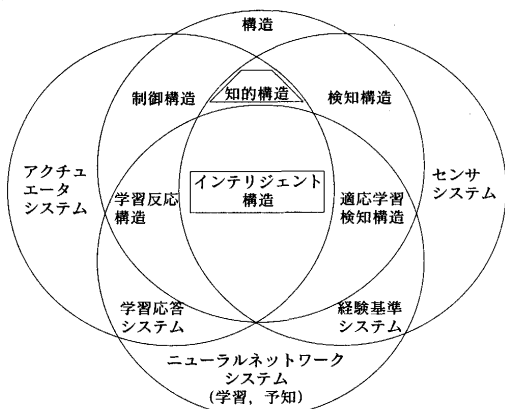 構造
制御構造
知的構造
検知構造
アクチュ
エータ
システム
センサ
システム
インテリジェント
構造
学習反応
構造
適応学習
検知構造
学習応答
システム
経験基準
システム
ニューラルネットワーク
システム
(学習，予知)